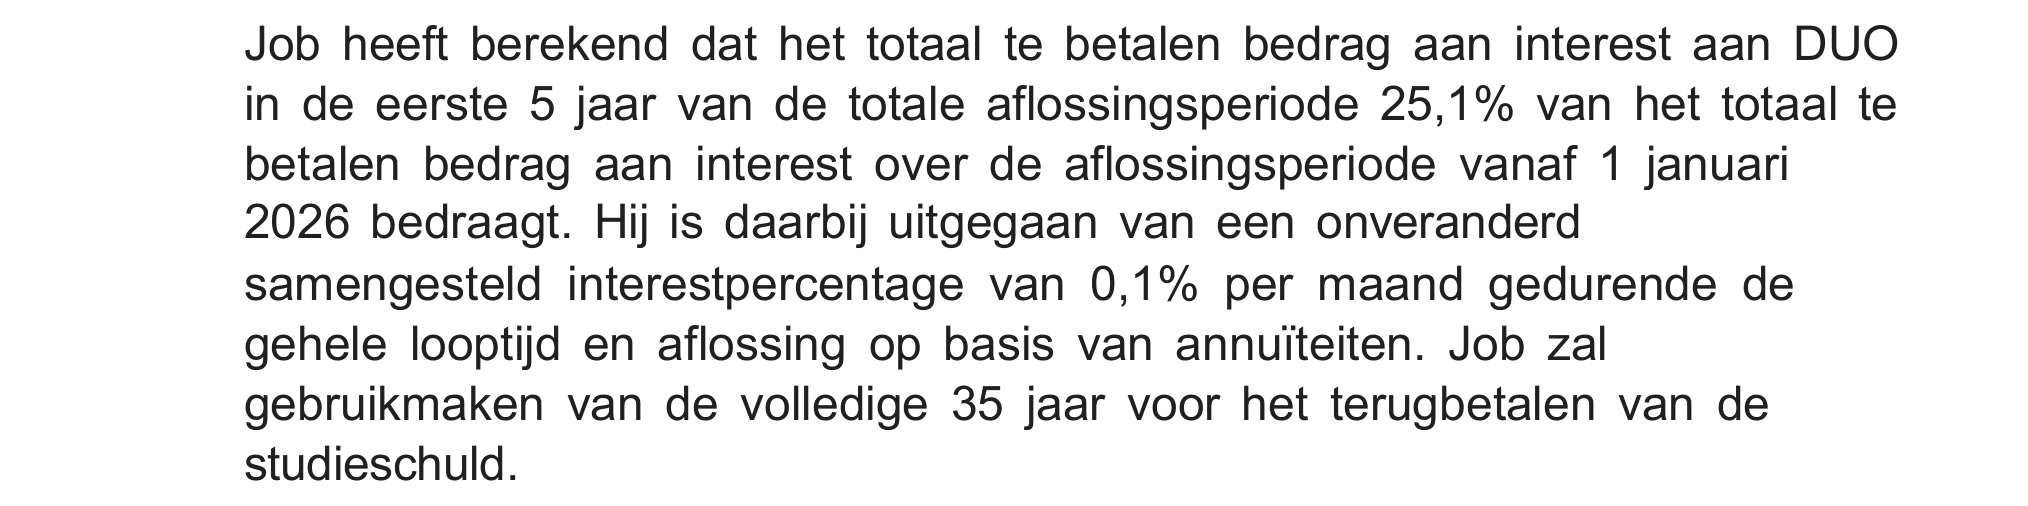 Job heeft berekend dat het totaal te betalen bedrag aan interest aan DUO
in de eerste 5 jaar van de totale aflossingsperiode 25,1% van het totaal te
betalen bedrag aan interest over de aflossingsperiode vanaf 1 januari
2026 bedraagt. Hij is daarbij uitgegaan van een onveranderd
samengesteld interestpercentage van 0,1% per maand gedurende de
gehele looptijd en aflossing op basis van annuïteiten. Job zal
gebruikmaken van de volledige 35 jaar voor het terugbetalen van de
studieschuld.